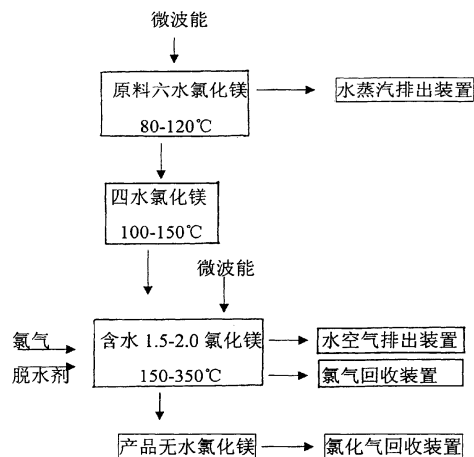 微波能
原料六水氯化镁
80-120℃
水蒸汽排出装置
四水氯化镁
100-150℃
微波能
氯气
脱水剂
含水 1.5-2.0 氯化镁
150-350℃
水空气排出装置
氯气回收装置
产品无水氯化镁
氯化气回收装置